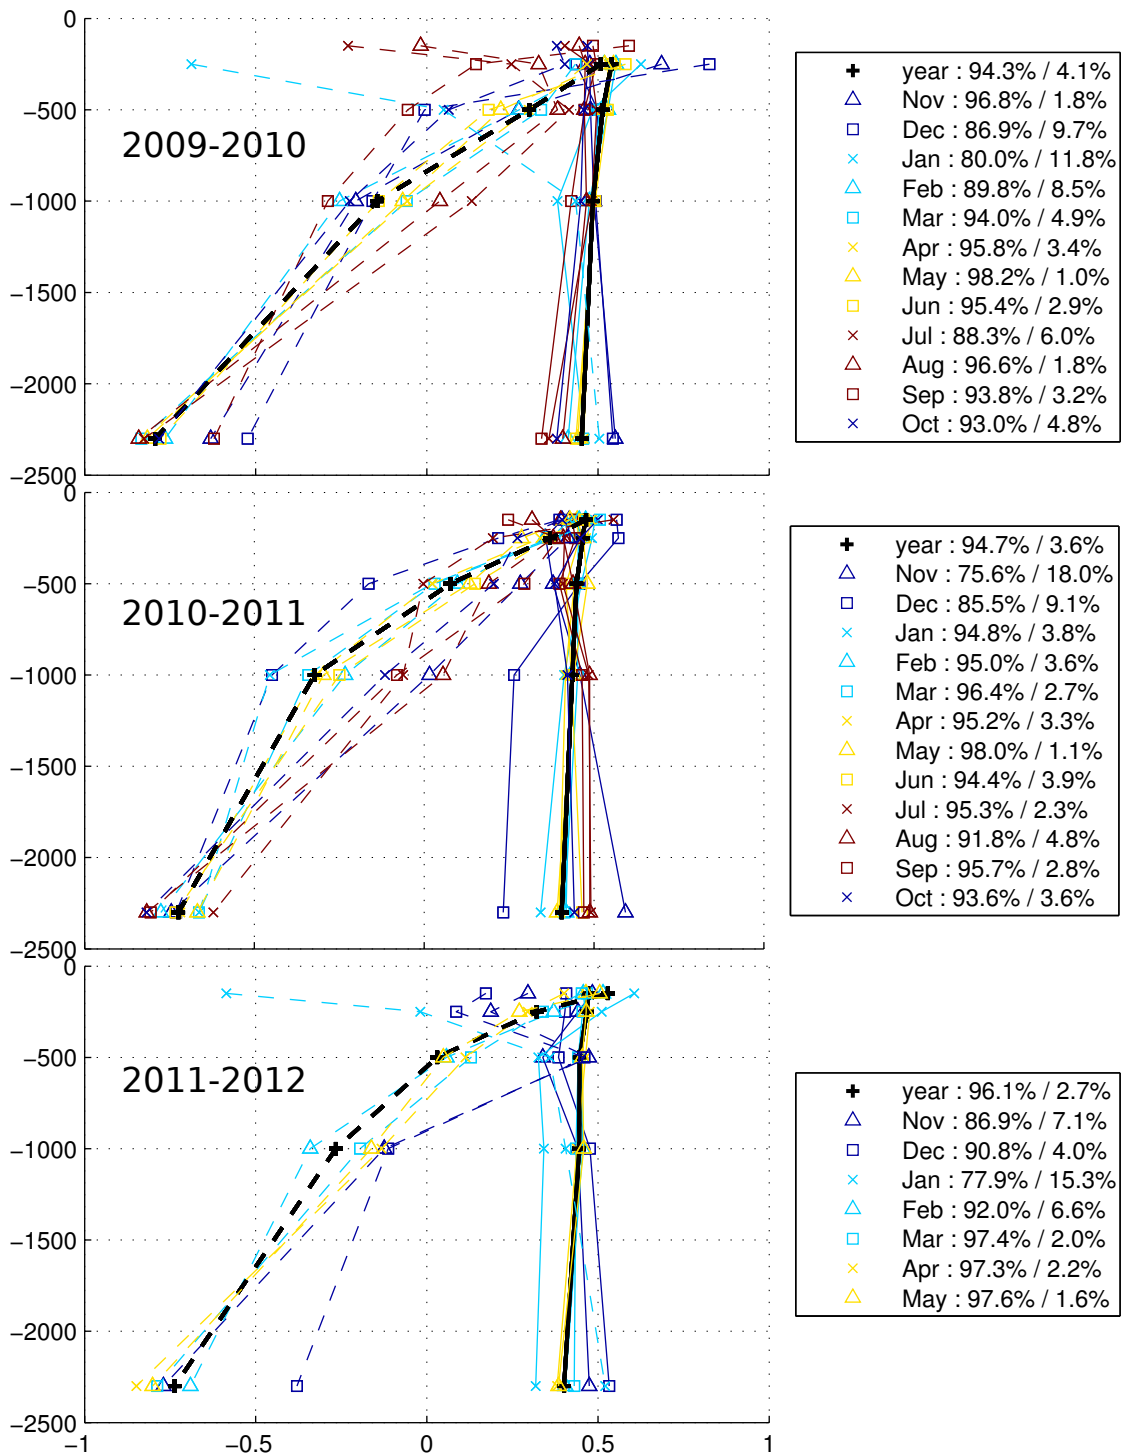 0
−500
−1000
−1500
−2000
−2500
2009-2010
year : 94.3% / 4.1%
Nov : 96.8% / 1.8%
Dec : 86.9% / 9.7%
Jan : 80.0% / 11.8%
Feb : 89.8% / 8.5%
Mar : 94.0% / 4.9%
Apr : 95.8% / 3.4%
May : 98.2% / 1.0%
Jun : 95.4% / 2.9%
Jul : 88.3% / 6.0%
Aug : 96.6% / 1.8%
Sep : 93.8% / 3.2%
Oct : 93.0% / 4.8%
0
−500
−1000
−1500
−2000
−2500
2010-2011
year : 94.7% / 3.6%
Nov : 75.6% / 18.0%
Dec : 85.5% / 9.1%
Jan : 94.8% / 3.8%
Feb : 95.0% / 3.6%
Mar : 96.4% / 2.7%
Apr : 95.2% / 3.3%
May : 98.0% / 1.1%
Jun : 94.4% / 3.9%
Jul : 95.3% / 2.3%
Aug : 91.8% / 4.8%
Sep : 95.7% / 2.8%
Oct : 93.6% / 3.6%
0
−500
−1000
−1500
−2000
−2500
2011-2012
year : 96.1% / 2.7%
Nov : 86.9% / 7.1%
Dec : 90.8% / 4.0%
Jan : 77.9% / 15.3%
Feb : 92.0% / 6.6%
Mar : 97.4% / 2.0%
Apr : 97.3% / 2.2%
May : 97.6% / 1.6%
−1 −0.5 0 0.5 1